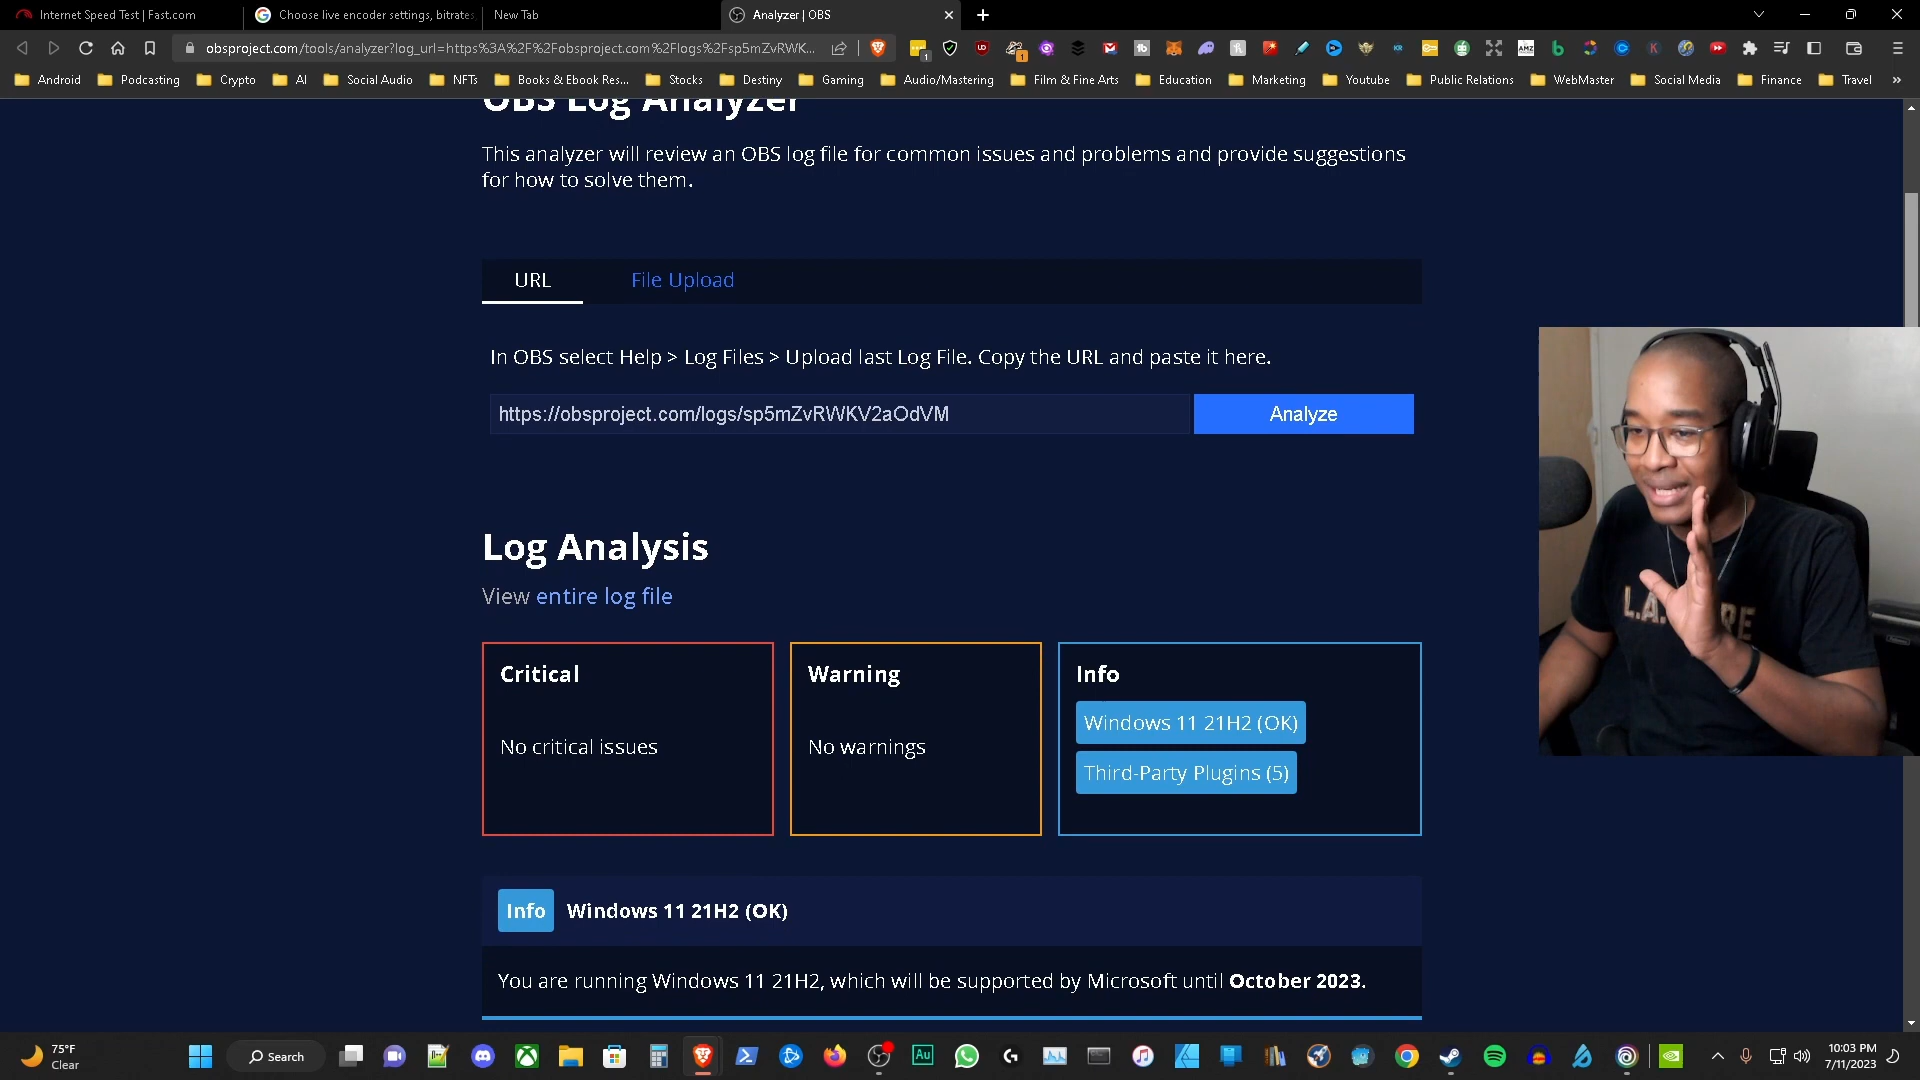 Internet Speed Test | Fast.com
Choose live encoder settings, bitrates
New Tab
Analyzer | OBS
obsproject.com/tools/analyzer?log_url=https%3A%2F%2Fobsproject.com%2Flogs%2Fsp5mZvRWK...
Android
Podcasting
Crypto
AI
Social Audio
NFTs
Books & Ebook Res...
Stocks
Destiny
Gaming
Audio/Mastering
Film & Fine Arts
Education
Marketing
Youtube
Public Relations
WebMaster
Social Media
Finance
Travel
OBS Log Analyzer
This analyzer will review an OBS log file for common issues and problems and provide suggestions
for how to solve them.
URL
File Upload
In OBS select Help > Log Files > Upload last Log File. Copy the URL and paste it here.
https://obsproject.com/logs/sp5mZvRWKV2aOdVM
Analyze
Log Analysis
View entire log file
Critical
No critical issues
Warning
No warnings
Info
Windows 11 21H2 (OK)
Third-Party Plugins (5)
Info Windows 11 21H2 (OK)
You are running Windows 11 21H2, which will be supported by Microsoft until October 2023.
75°F
Clear
Search
10:03 PM
7/11/2023